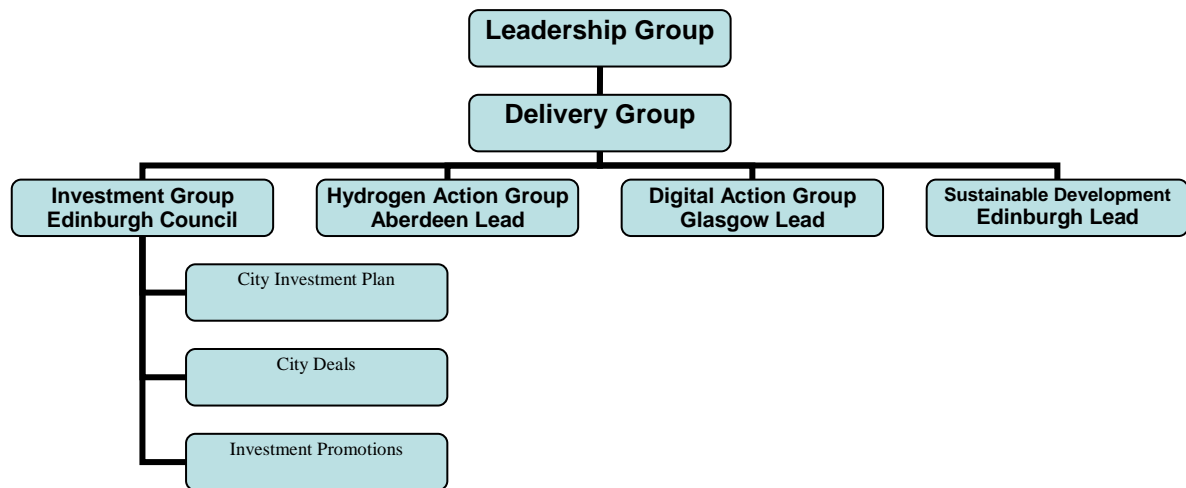 Leadership Group
Delivery Group
Investment Group
Edinburgh Council
Hydrogen Action Group
Aberdeen Lead
Digital Action Group
Glasgow Lead
Sustainable Development
Edinburgh Lead
City Investment Plan
City Deals
Investment Promotions